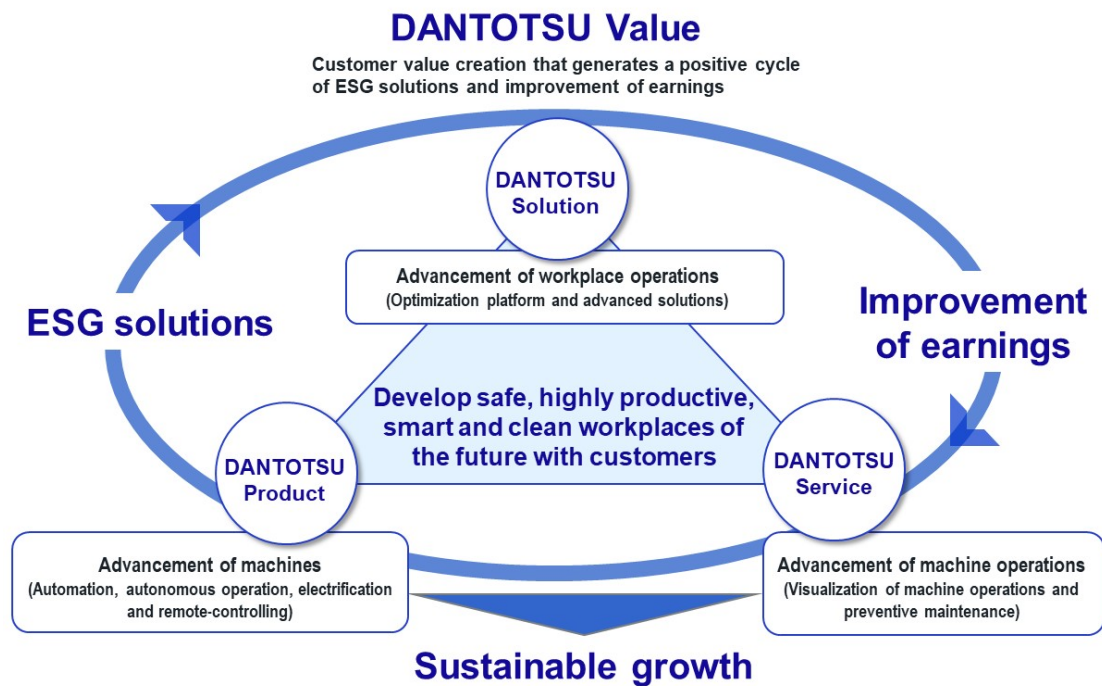 DANTOTSU Value
Customer value creation that generates a positive cycle
of ESG solutions and improvement of earnings
DANTOTSU
Solution
Advancement of workplace operations
(Optimization platform and advanced solutions)
ESG solutions
Improvement
of earnings
Develop safe, highly productive,
smart and clean workplaces of
the future with customers
DANTOTSU
Product
DANTOTSU
Service
Advancement of machines
(Automation, autonomous operation, electrification
and remote-controlling)
Advancement of machine operations
(Visualization of machine operations and
preventive maintenance)
Sustainable growth